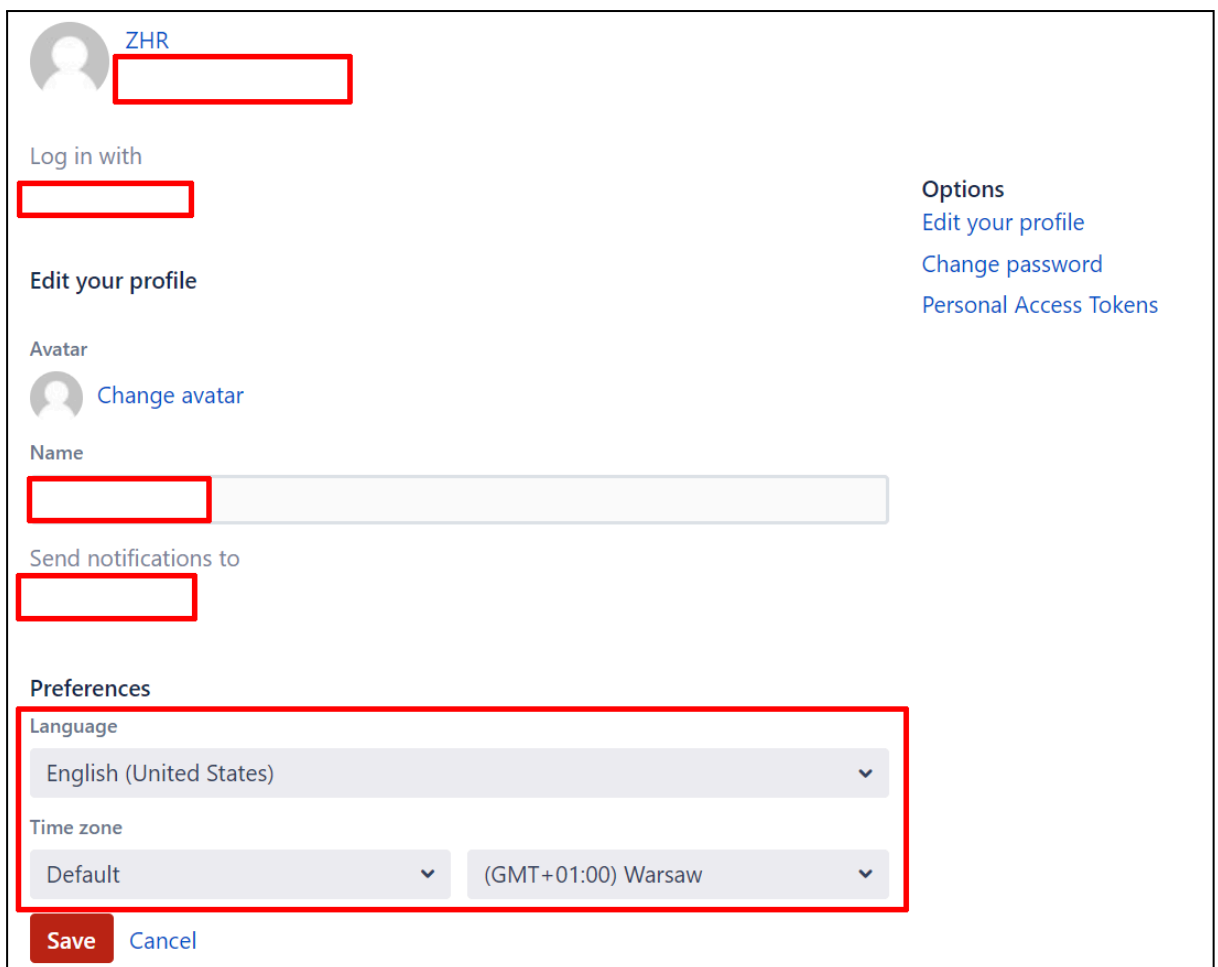 ZHR
Log in with
Options
Edit your profile
Change password
Personal Access Tokens
Edit your profile
Avatar
Change avatar
Name
Send notifications to
Preferences
Language
English (United States)
Time zone
Default (GMT+01:00) Warsaw
Save Cancel